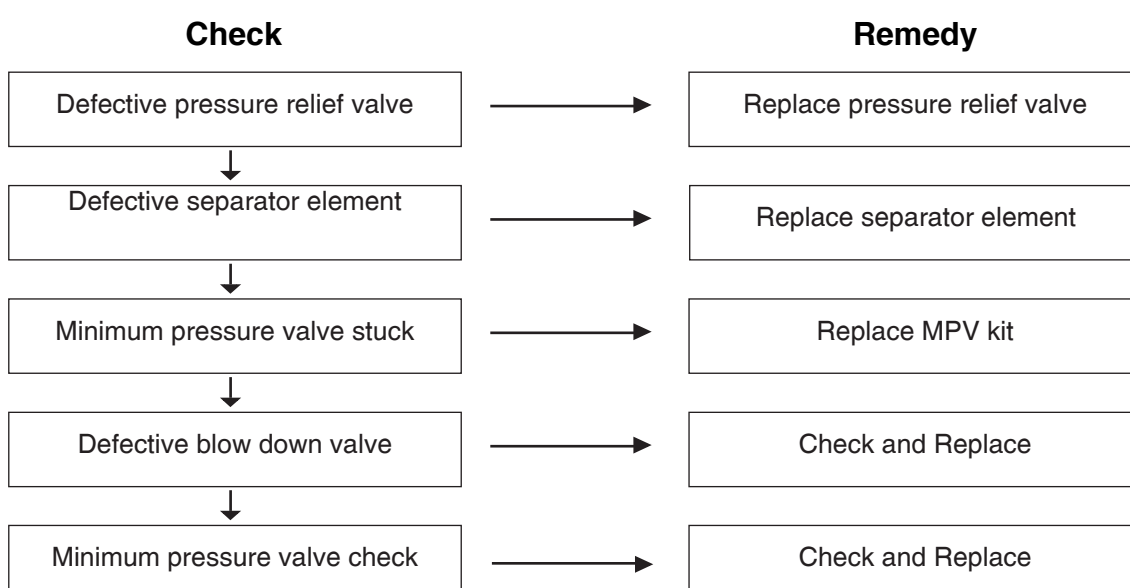 Check
Remedy
Defective pressure relief valve
Replace pressure relief valve
Defective separator element
Replace separator element
Minimum pressure valve stuck
Replace MPV kit
Defective blow down valve
Check and Replace
Minimum pressure valve check
Check and Replace